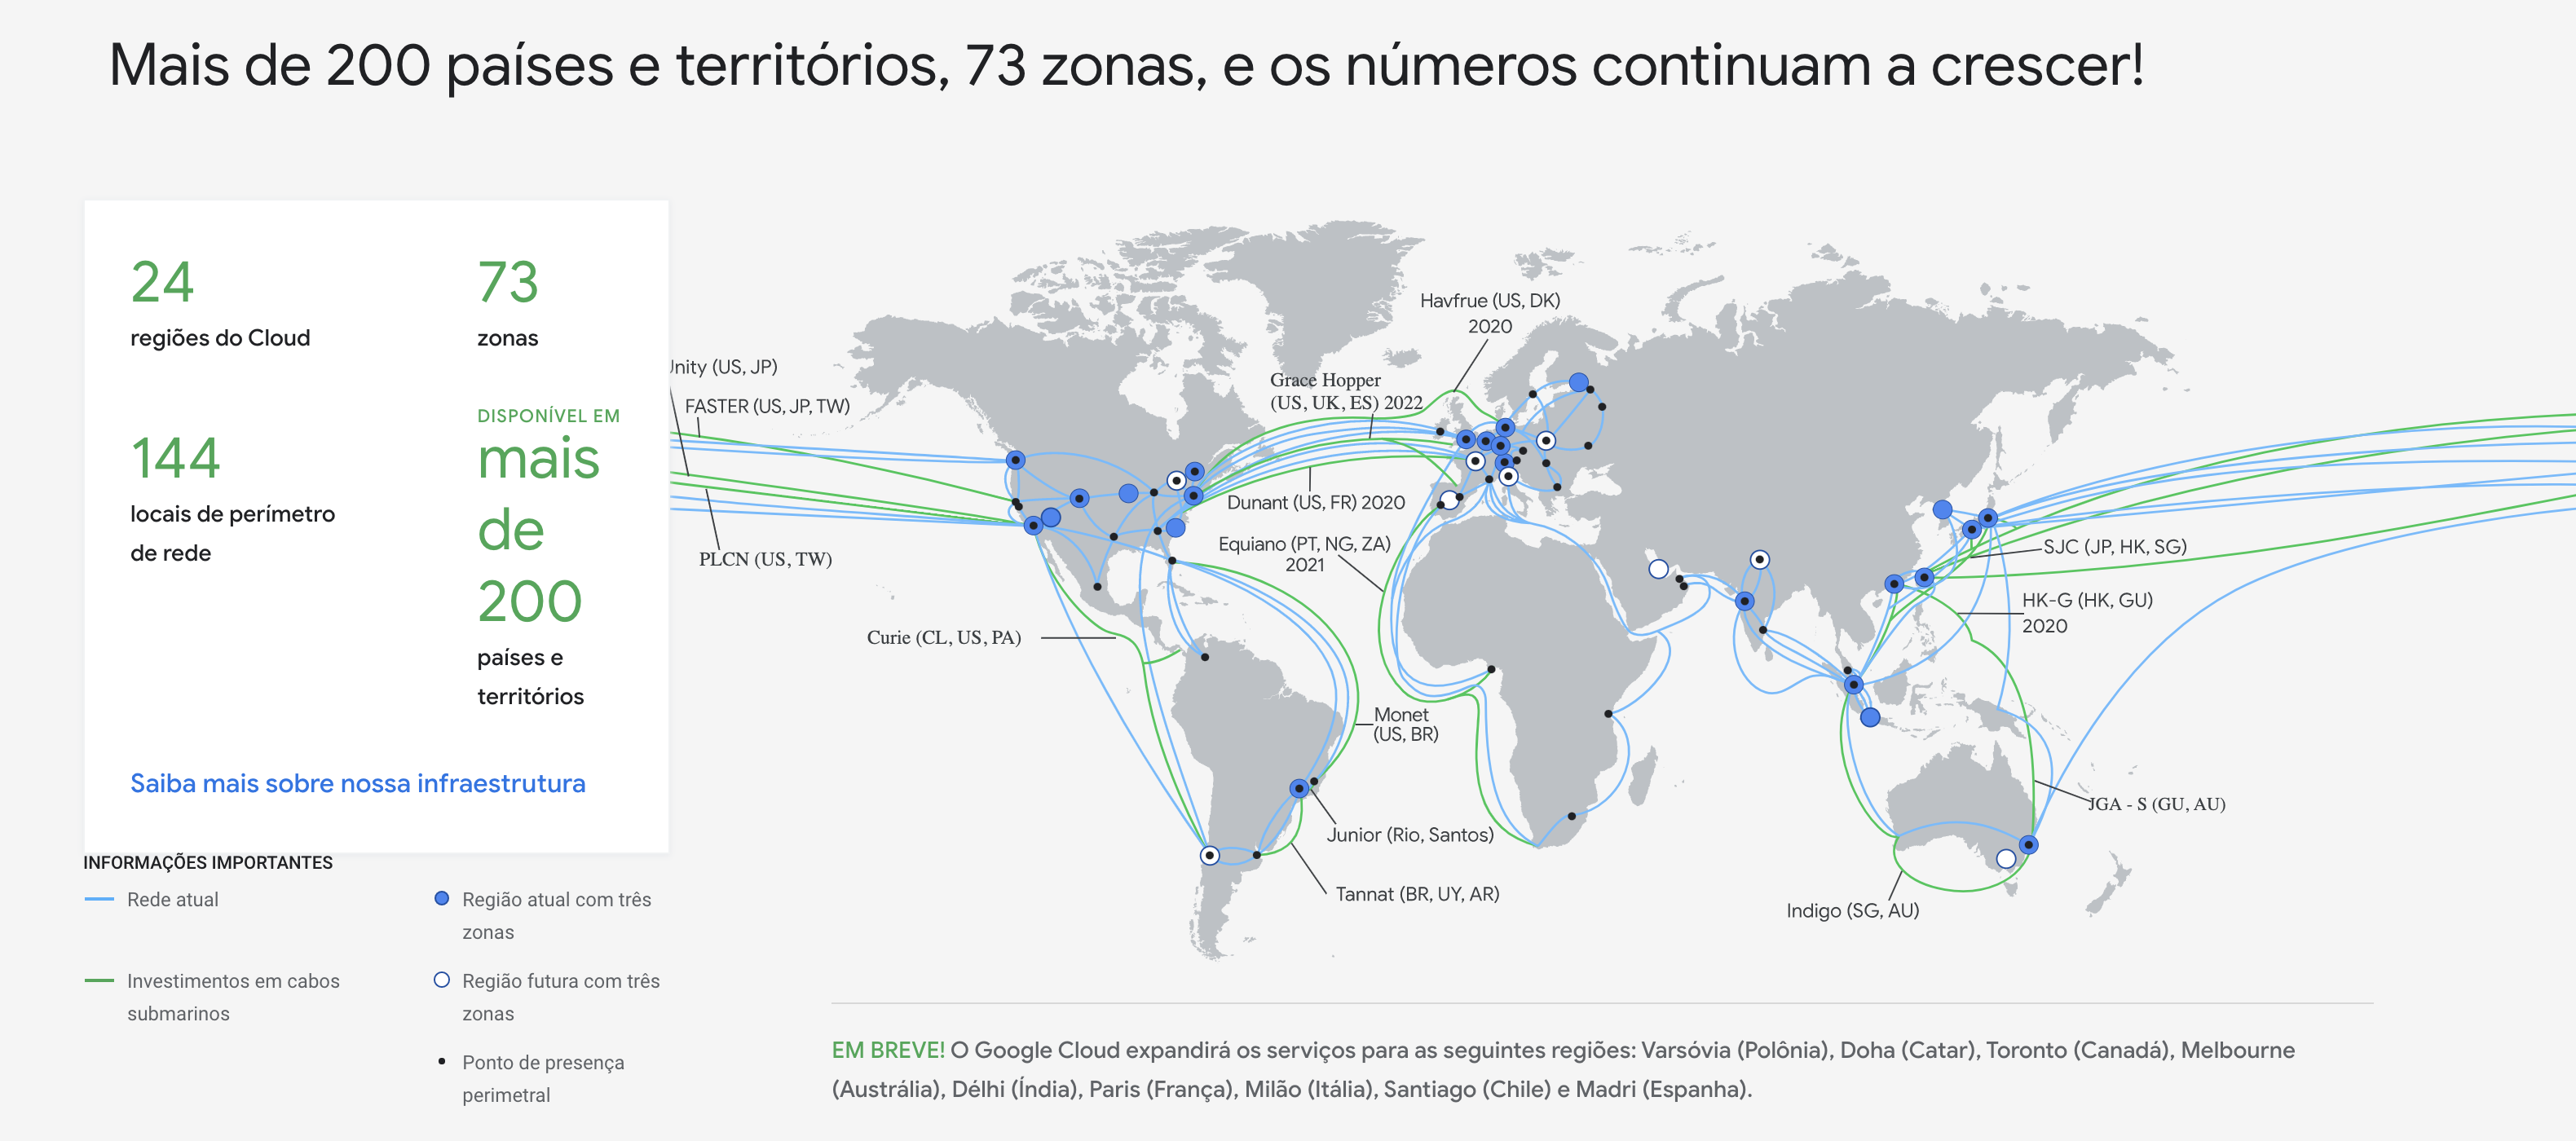 Mais de 200 países e territórios, 73 zonas, e os números continuam a crescer!
24
regiões do Cloud
73
zonas
144
locais de perímetro
de rede
DISPONÍVEL EM
mais
de
200
países e
territórios
Saiba mais sobre nossa infraestrutura
INFORMAÇÕES IMPORTANTES
Rede atual
Investimentos em cabos
submarinos
Região atual com três
zonas
Região futura com três
zonas
Ponto de presença
perimetral
Unity (US, JP)
FASTER (US, JP, TW)
PLCN (US, TW)
Havfrue (US, DK)
2020
Grace Hopper
(US, UK, ES) 2022
Dunant (US, FR) 2020
Equiano (PT, NG, ZA)
2021
Curie (CL, US, PA)
Monet
(US, BR)
Junior (Rio, Santos)
Tannat (BR, UY, AR)
SJC (JP, HK, SG)
HK-G (HK, GU)
2020
JGA - S (GU, AU)
Indigo (SG, AU)
EM BREVE! O Google Cloud expandirá os serviços para as seguintes regiões: Varsóvia (Polônia), Doha (Catar), Toronto (Canadá), Melbourne
(Austrália), Délhi (Índia), Paris (França), Milão (Itália), Santiago (Chile) e Madri (Espanha).